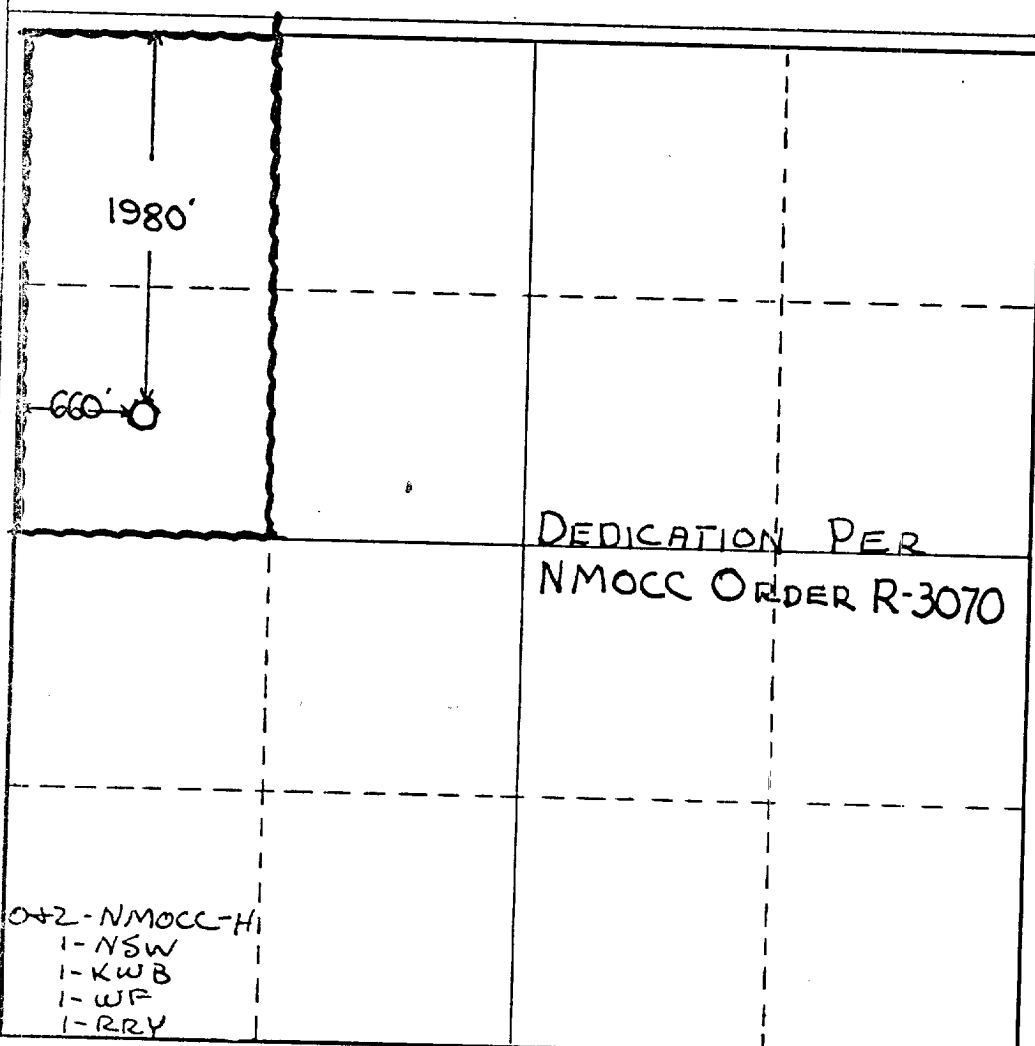 1980'
660'
DEDICATION PER
NMOCC ORDER R-3070
O+2-NMOCC-H
1-NSW
1-KWB
1-WF
1-RRY